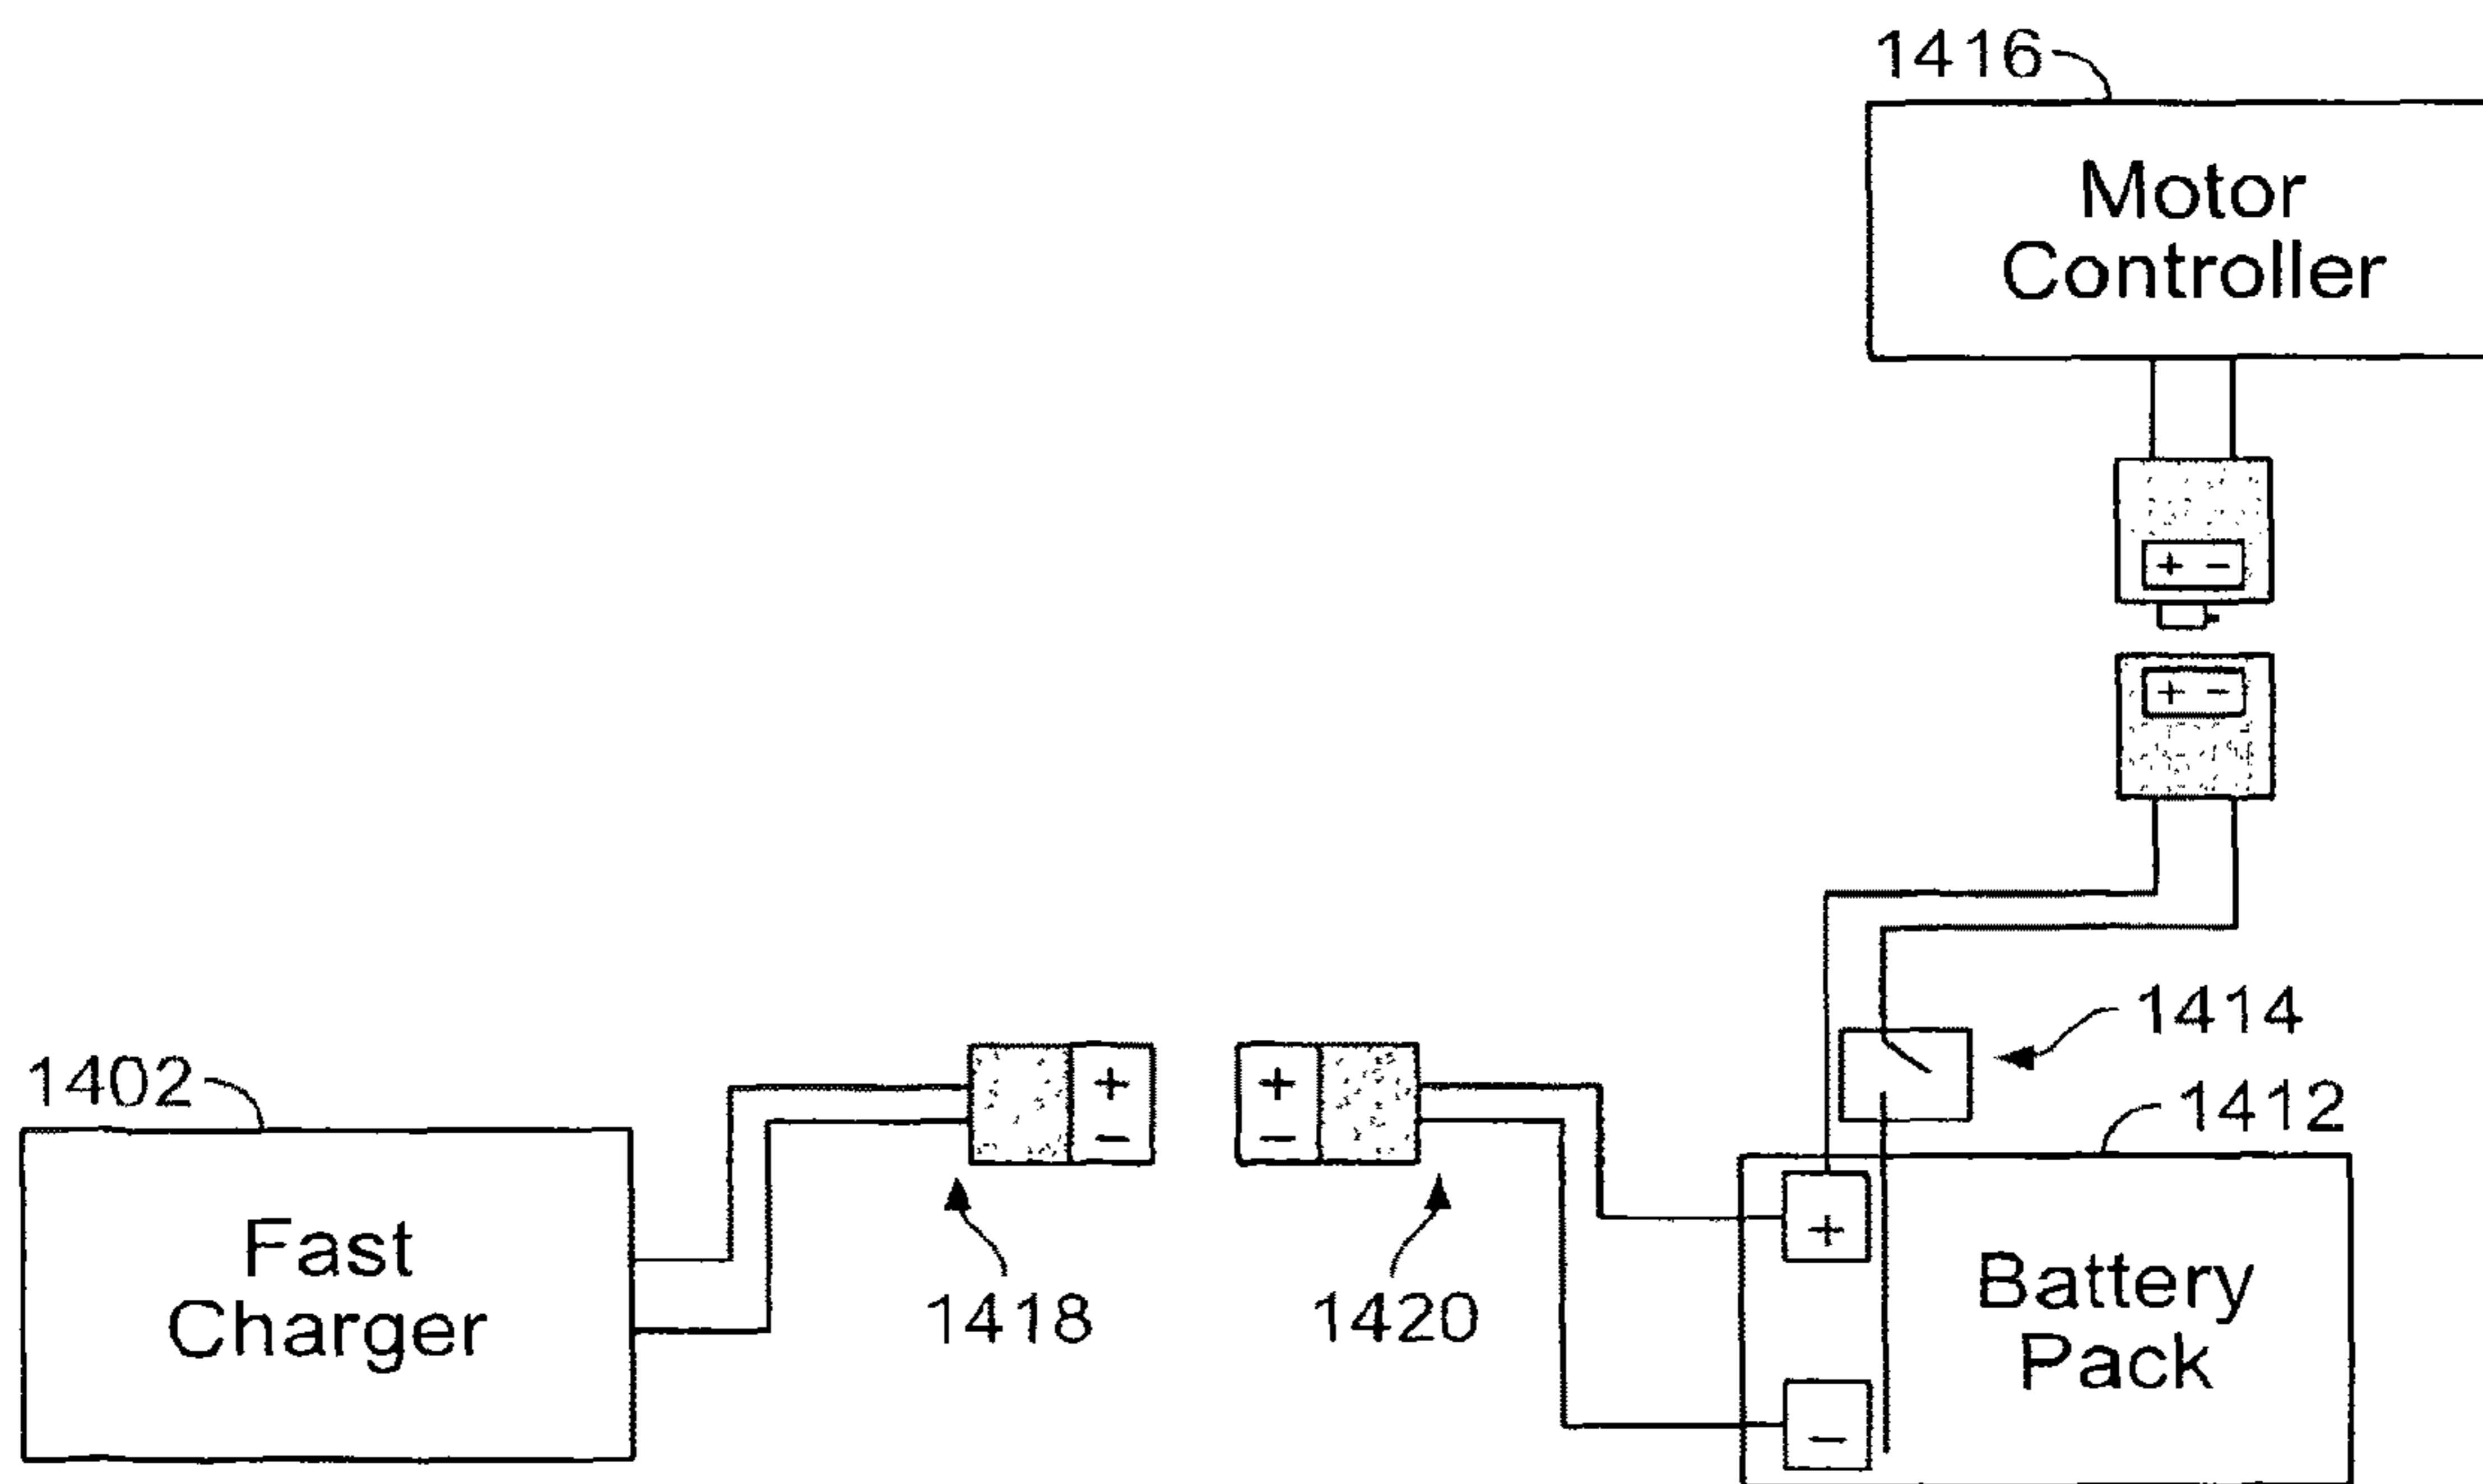 1416
Motor
Controller
+ -
+ -
1414
1402
+
-
+
-
1412
Fast
Charger
1418
1420
+
-
Battery
Pack